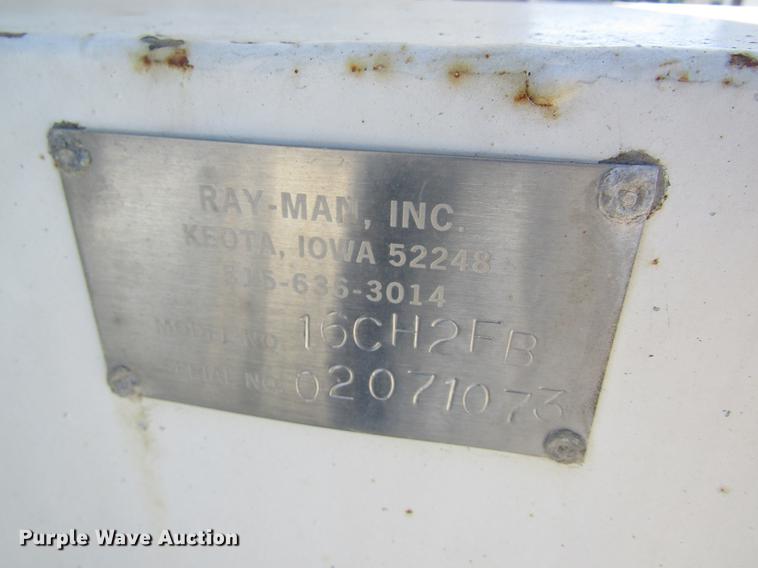 RAY-MAN, INC.
KEOTA, IOWA 52248
515-636-3014
MODEL NO. 16CH2FB
SERIAL NO. 02071073
Purple Wave Auction